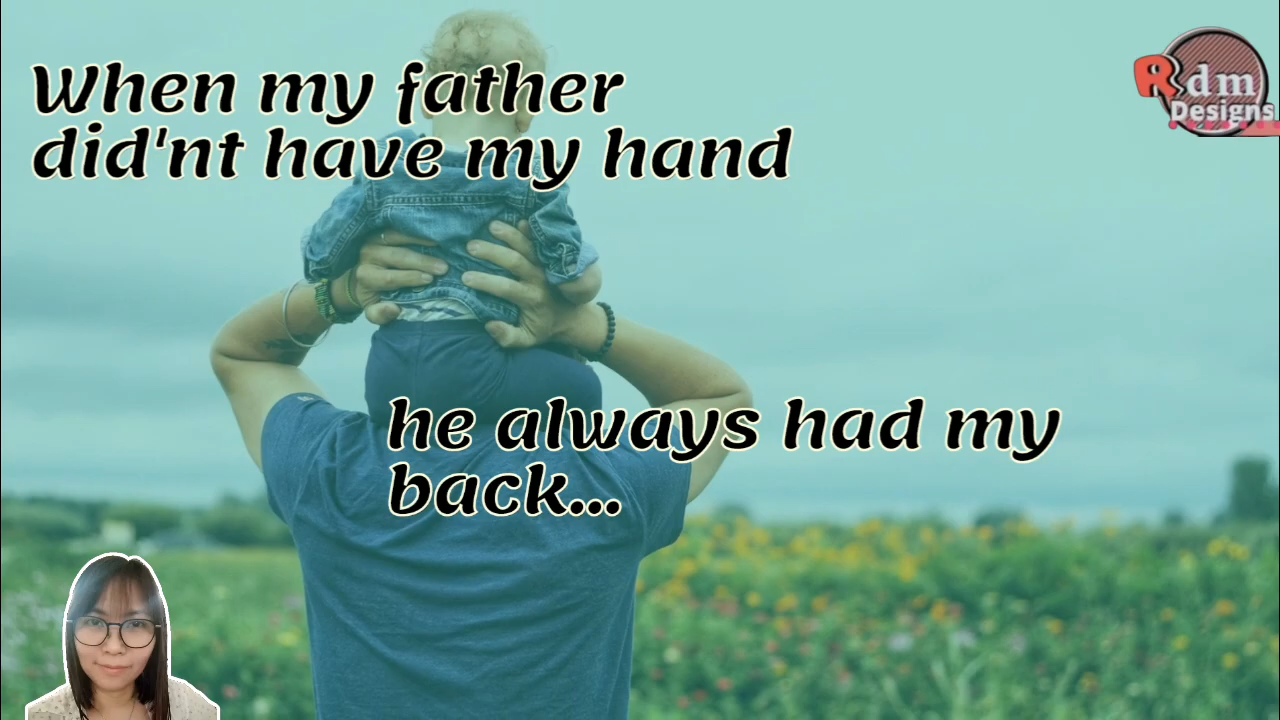 When my father
did'nt have my hand
he always had my
back...
Rdm
Designs